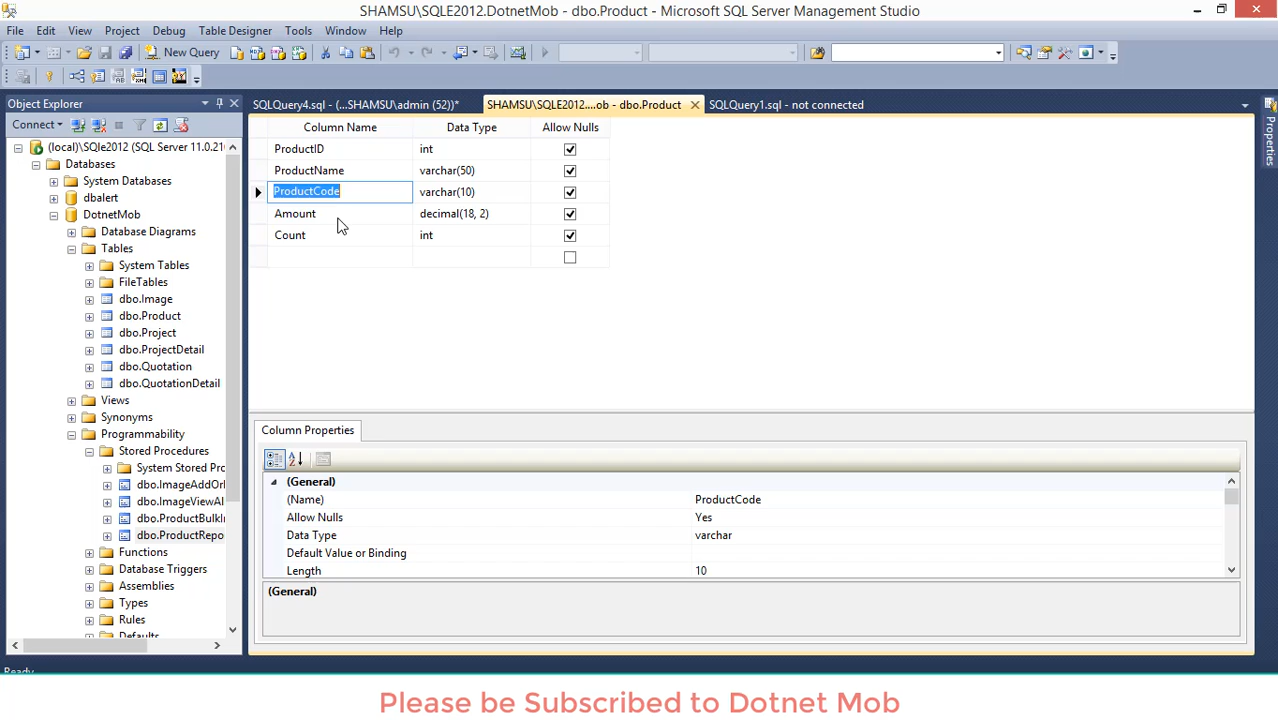 SHAMSU\SQLE2012.DotnetMob - dbo.Product - Microsoft SQL Server Management Studio
File Edit View Project Debug Table Designer Tools Window Help
New Query
Object Explorer
SQLQuery4.sql - (...SHAMSU\admin (52))*
SHAMSU\SQLE2012....ob - dbo.Product
SQLQuery1.sql - not connected
Connect
(local)\SQle2012 (SQL Server 11.0.21
Databases
System Databases
dbalert
DotnetMob
Database Diagrams
Tables
System Tables
FileTables
dbo.Image
dbo.Product
dbo.Project
dbo.ProjectDetail
dbo.Quotation
dbo.QuotationDetail
Views
Synonyms
Programmability
Stored Procedures
System Stored Pro
dbo.ImageAddOr
dbo.ImageViewAl
dbo.ProductBulkIn
dbo.ProductRepo
Functions
Database Triggers
Assemblies
Types
Rules
Defaults
Column Name Data Type Allow Nulls
ProductID int
ProductName varchar(50)
ProductCode varchar(10)
Amount decimal(18, 2)
Count int
Column Properties
(General)
(Name) ProductCode
Allow Nulls Yes
Data Type varchar
Default Value or Binding
Length 10
(General)
Properties
Ready
Please be Subscribed to Dotnet Mob